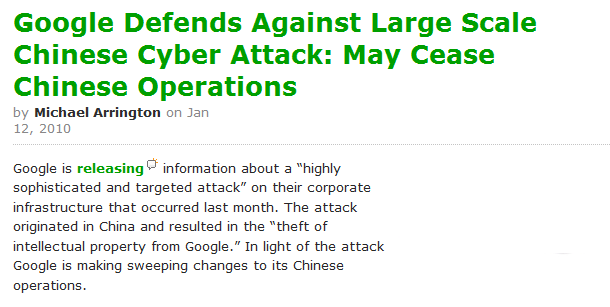 Google Defends Against Large Scale
Chinese Cyber Attack: May Cease
Chinese Operations
by Michael Arrington on Jan
12, 2010
Google is releasing information about a “highly
sophisticated and targeted attack” on their corporate
infrastructure that occurred last month. The attack
originated in China and resulted in the “theft of
intellectual property from Google.” In light of the attack
Google is making sweeping changes to its Chinese
operations.